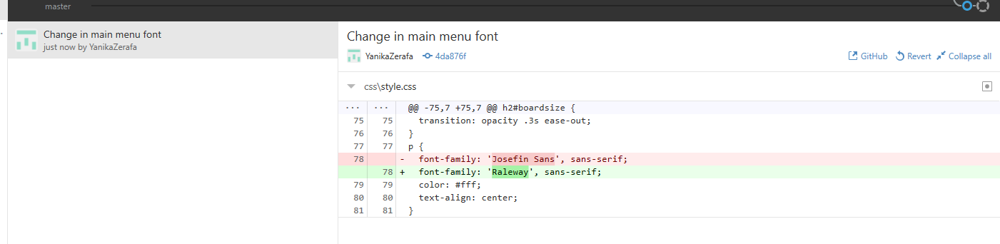 master
Change in main menu font
just now by YanikaZerafa
Change in main menu font
YanikaZerafa 4da876f GitHub Revert Collapse all
css\style.css
... ... @@ -75,7 +75,7 @@ h2#boardsize {
75 75 transition: opacity .3s ease-out;
76 76 }
77 77 p {
78 - font-family: 'Josefin Sans', sans-serif;
78 + font-family: 'Raleway', sans-serif;
79 79 color: #fff;
80 80 text-align: center;
81 81 }